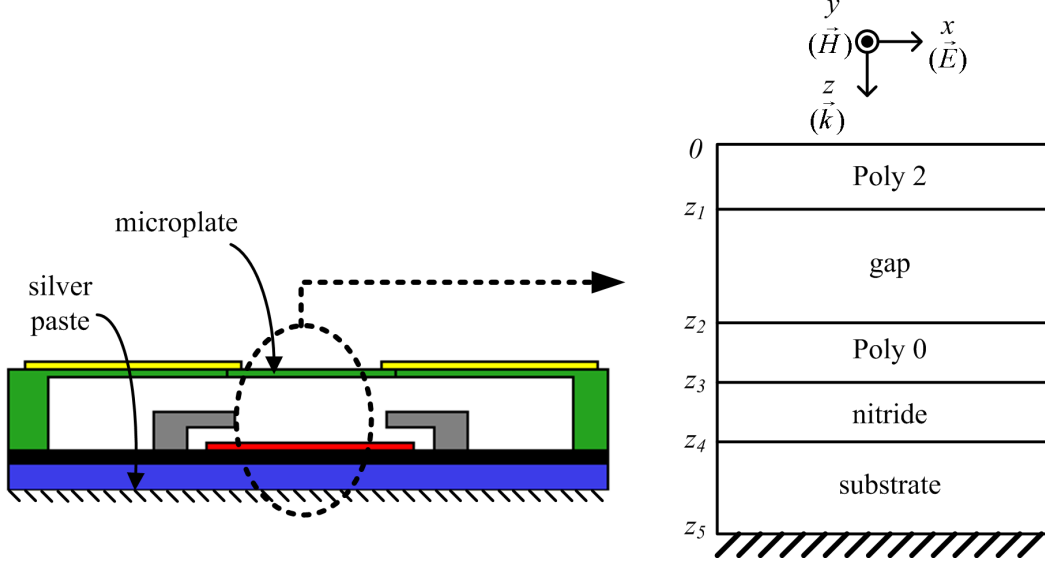 microplate
silver
paste
y
(H⃗)
x
(E⃗)
z
(k⃗)
0
Poly 2
z₁
gap
z₂
Poly 0
z₃
nitride
z₄
substrate
z₅